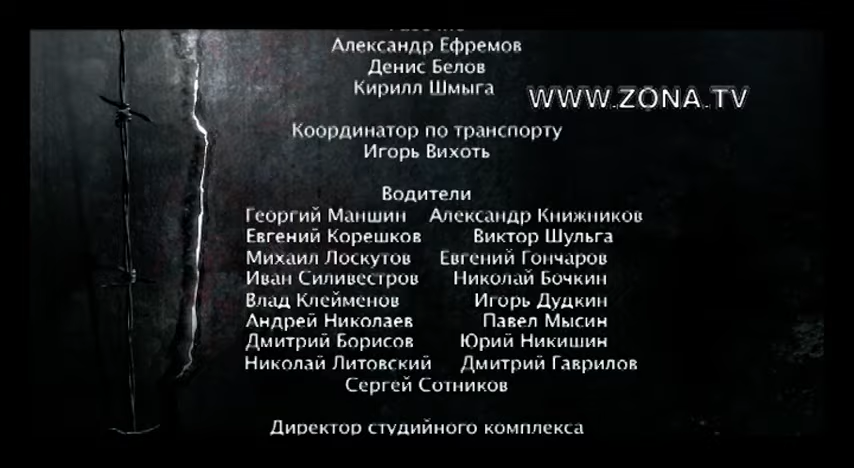 Александр Ефремов
Денис Белов
Кирилл Шмыга
WWW.ZONA.TV
Координатор по транспорту
Игорь Вихоть
Водители
Георгий Маншин Александр Книжников
Евгений Корешков Виктор Шульга
Михаил Лоскутов Евгений Гончаров
Иван Силивестров Николай Бочкин
Влад Клейменов Игорь Дудкин
Андрей Николаев Павел Мысин
Дмитрий Борисов Юрий Никишин
Николай Литовский Дмитрий Гаврилов
Сергей Сотников
Директор студийного комплекса